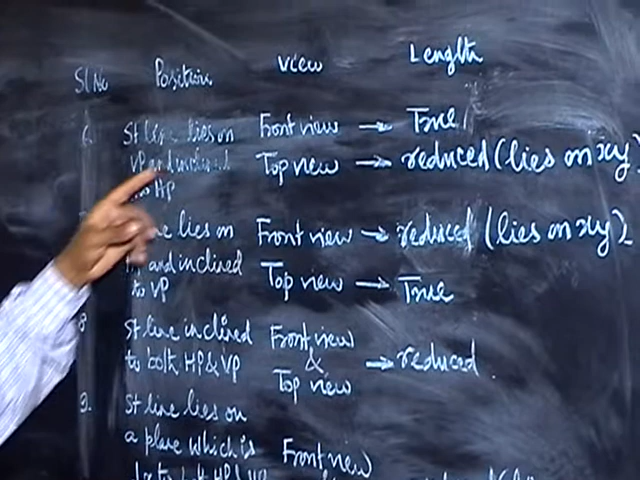 Sl No Position View Length
6. St line lies on Front view → True
VP and inclined Top view → reduced (lies on xy)
HP
line lies on Front view → reduced (lies on xy)
and inclined Top view → True
to VP
8 St line inclined Front view
to both HP & VP & → reduced.
Top view
9. St line lies on
a plane which is Front view
to both HP & VP